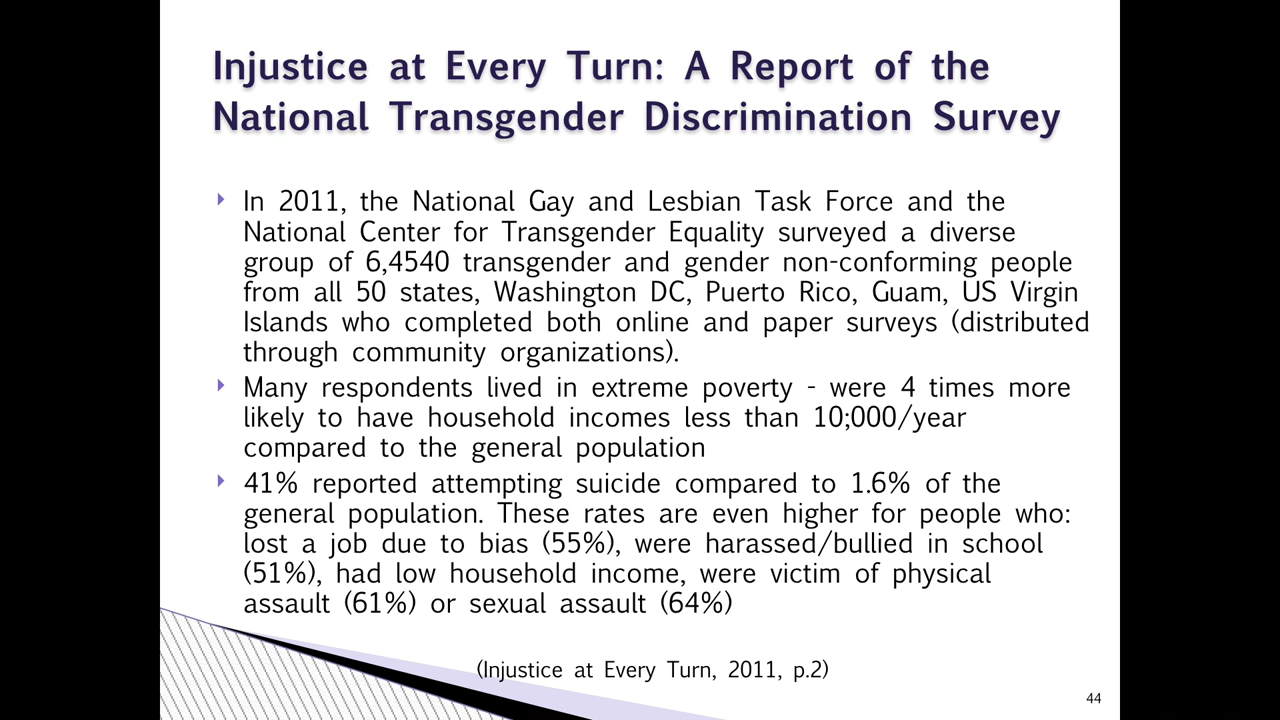 Injustice at Every Turn: A Report of the
National Transgender Discrimination Survey
In 2011, the National Gay and Lesbian Task Force and the
National Center for Transgender Equality surveyed a diverse
group of 6,4540 transgender and gender non-conforming people
from all 50 states, Washington DC, Puerto Rico, Guam, US Virgin
Islands who completed both online and paper surveys (distributed
through community organizations).
Many respondents lived in extreme poverty - were 4 times more
likely to have household incomes less than 10;000/year
compared to the general population
41% reported attempting suicide compared to 1.6% of the
general population. These rates are even higher for people who:
lost a job due to bias (55%), were harassed/bullied in school
(51%), had low household income, were victim of physical
assault (61%) or sexual assault (64%)
(Injustice at Every Turn, 2011, p.2)
44